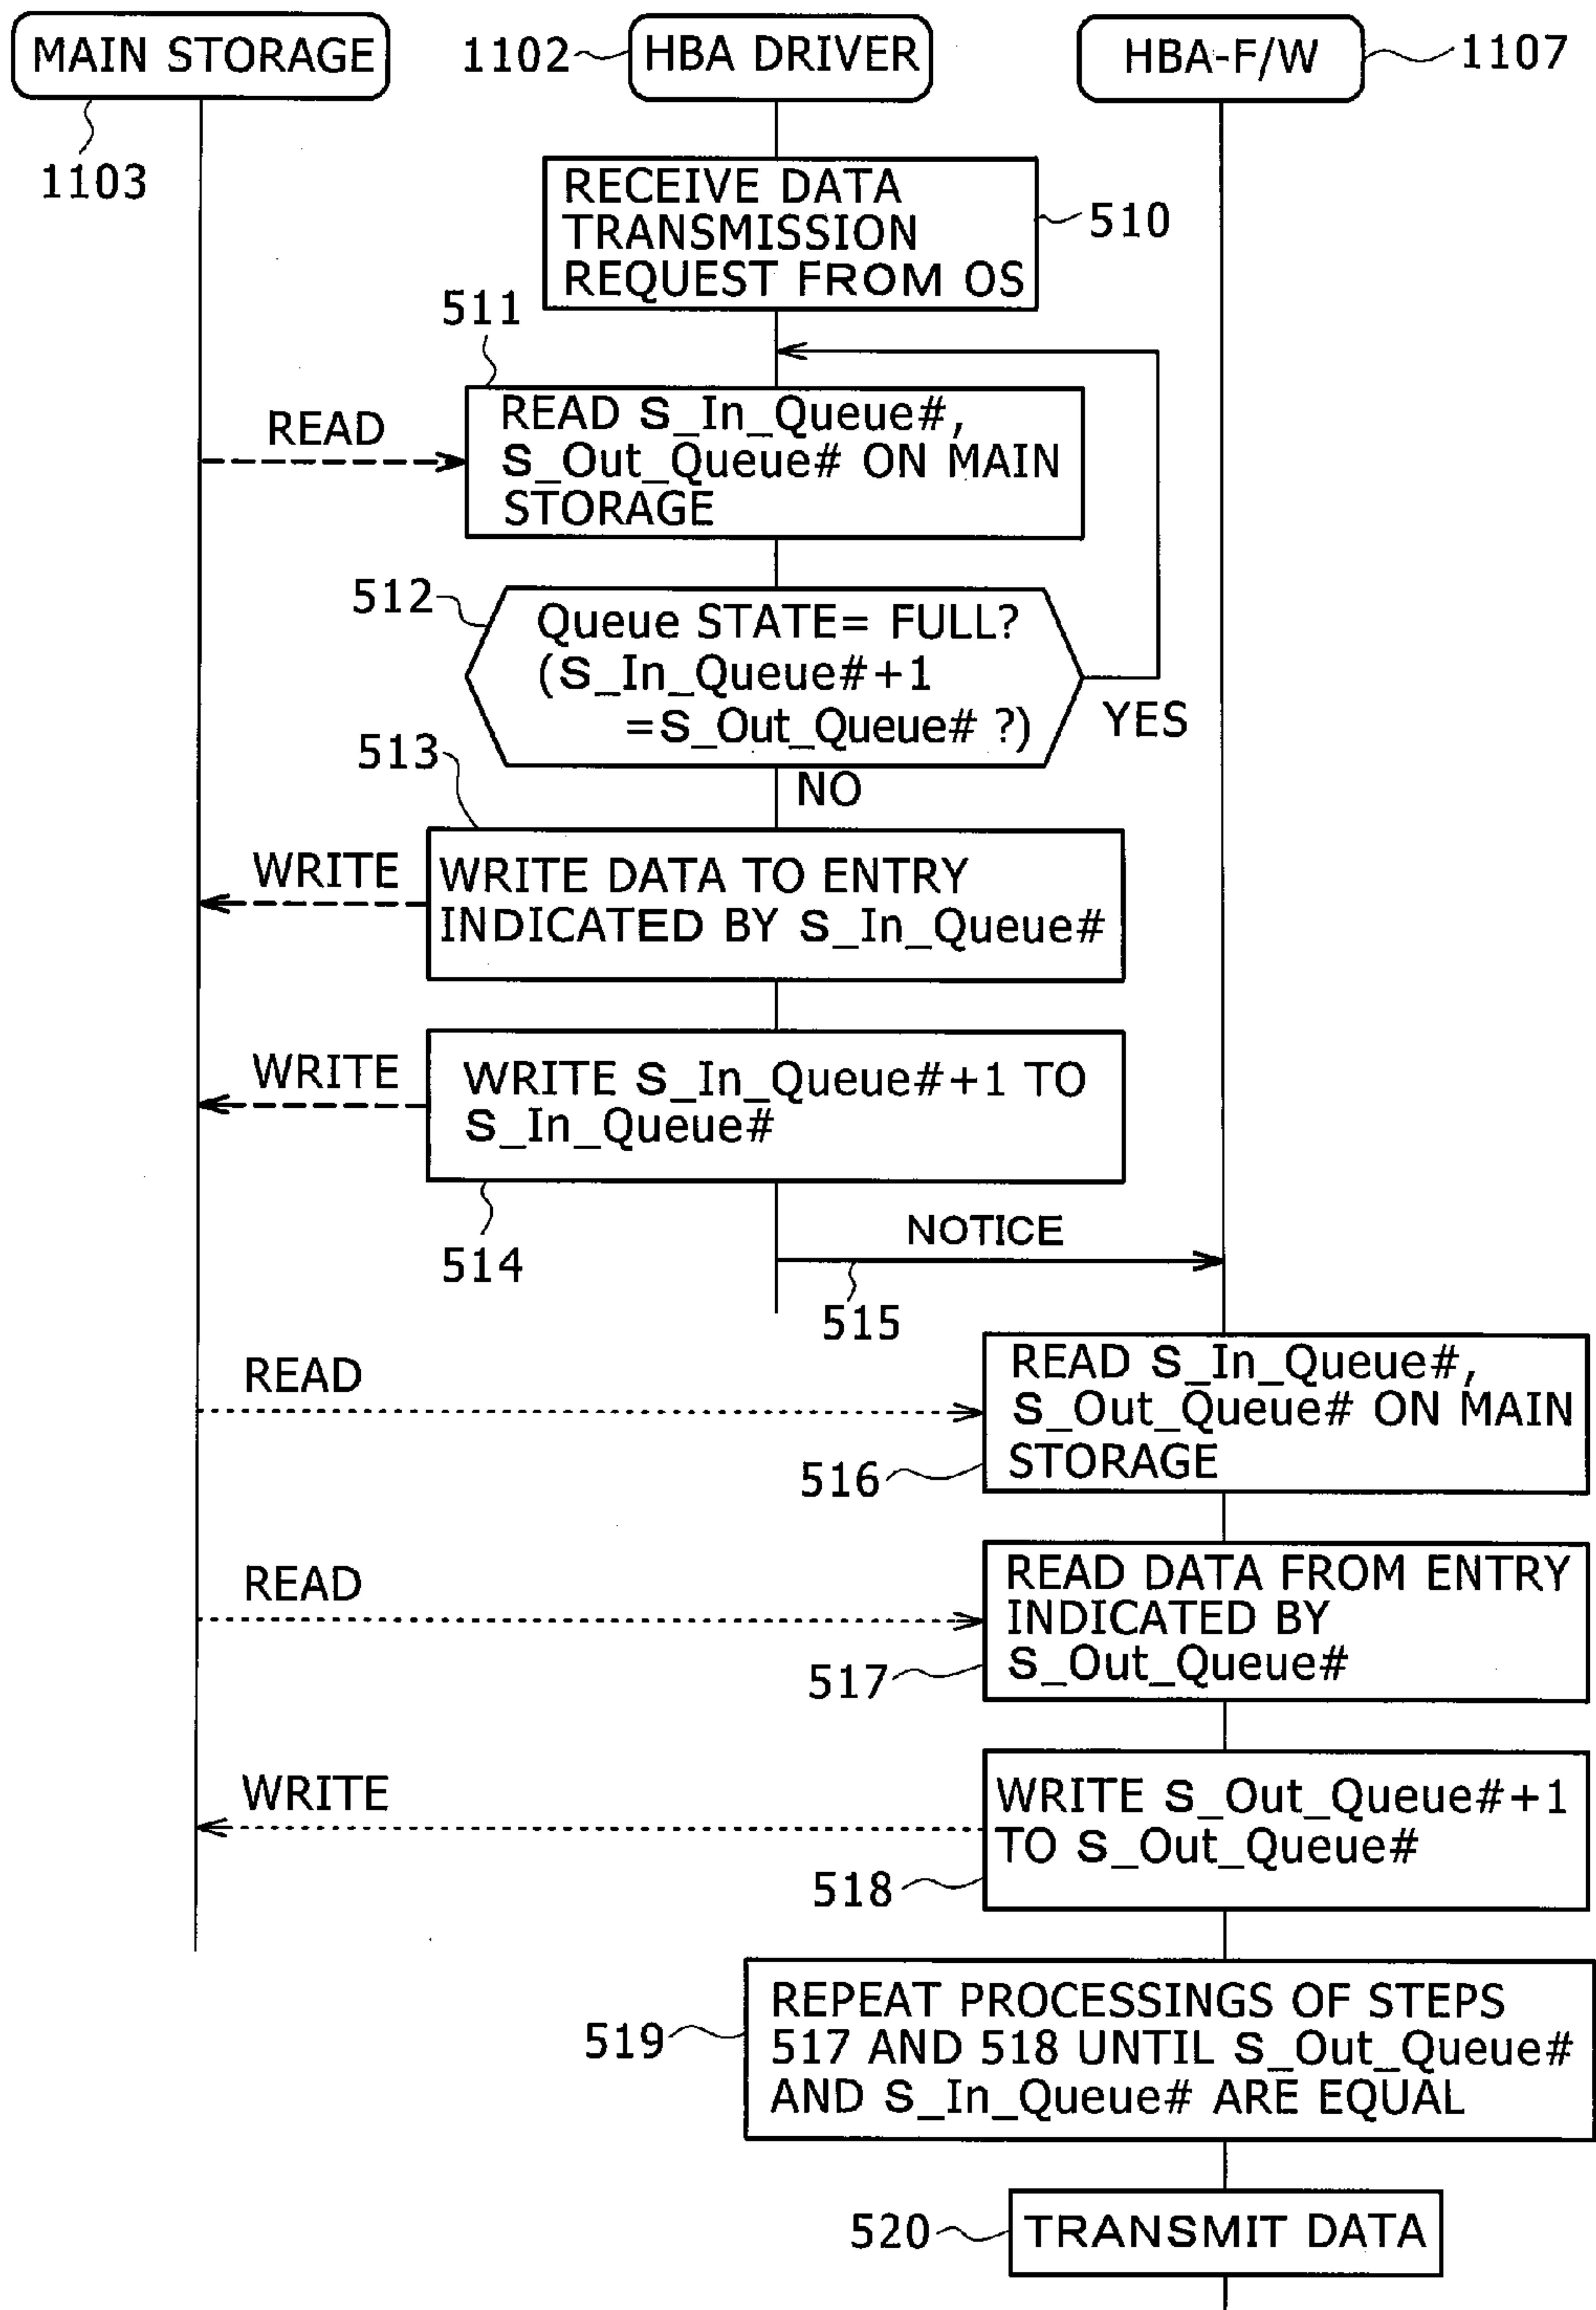 MAIN STORAGE
1102
HBA DRIVER
HBA-F/W
1107
1103
RECEIVE DATA
TRANSMISSION
REQUEST FROM OS
510
511
READ
READ S_In_Queue#,
S_Out_Queue# ON MAIN
STORAGE
512
Queue STATE= FULL?
(S_In_Queue#+1
=S_Out_Queue# ?)
YES
NO
513
WRITE
WRITE DATA TO ENTRY
INDICATED BY S_In_Queue#
WRITE
WRITE S_In_Queue#+1 TO
S_In_Queue#
514
NOTICE
515
READ
READ S_In_Queue#,
S_Out_Queue# ON MAIN
STORAGE
516
READ
READ DATA FROM ENTRY
INDICATED BY
S_Out_Queue#
517
WRITE
WRITE S_Out_Queue#+1
TO S_Out_Queue#
518
REPEAT PROCESSINGS OF STEPS
517 AND 518 UNTIL S_Out_Queue#
AND S_In_Queue# ARE EQUAL
519
520
TRANSMIT DATA